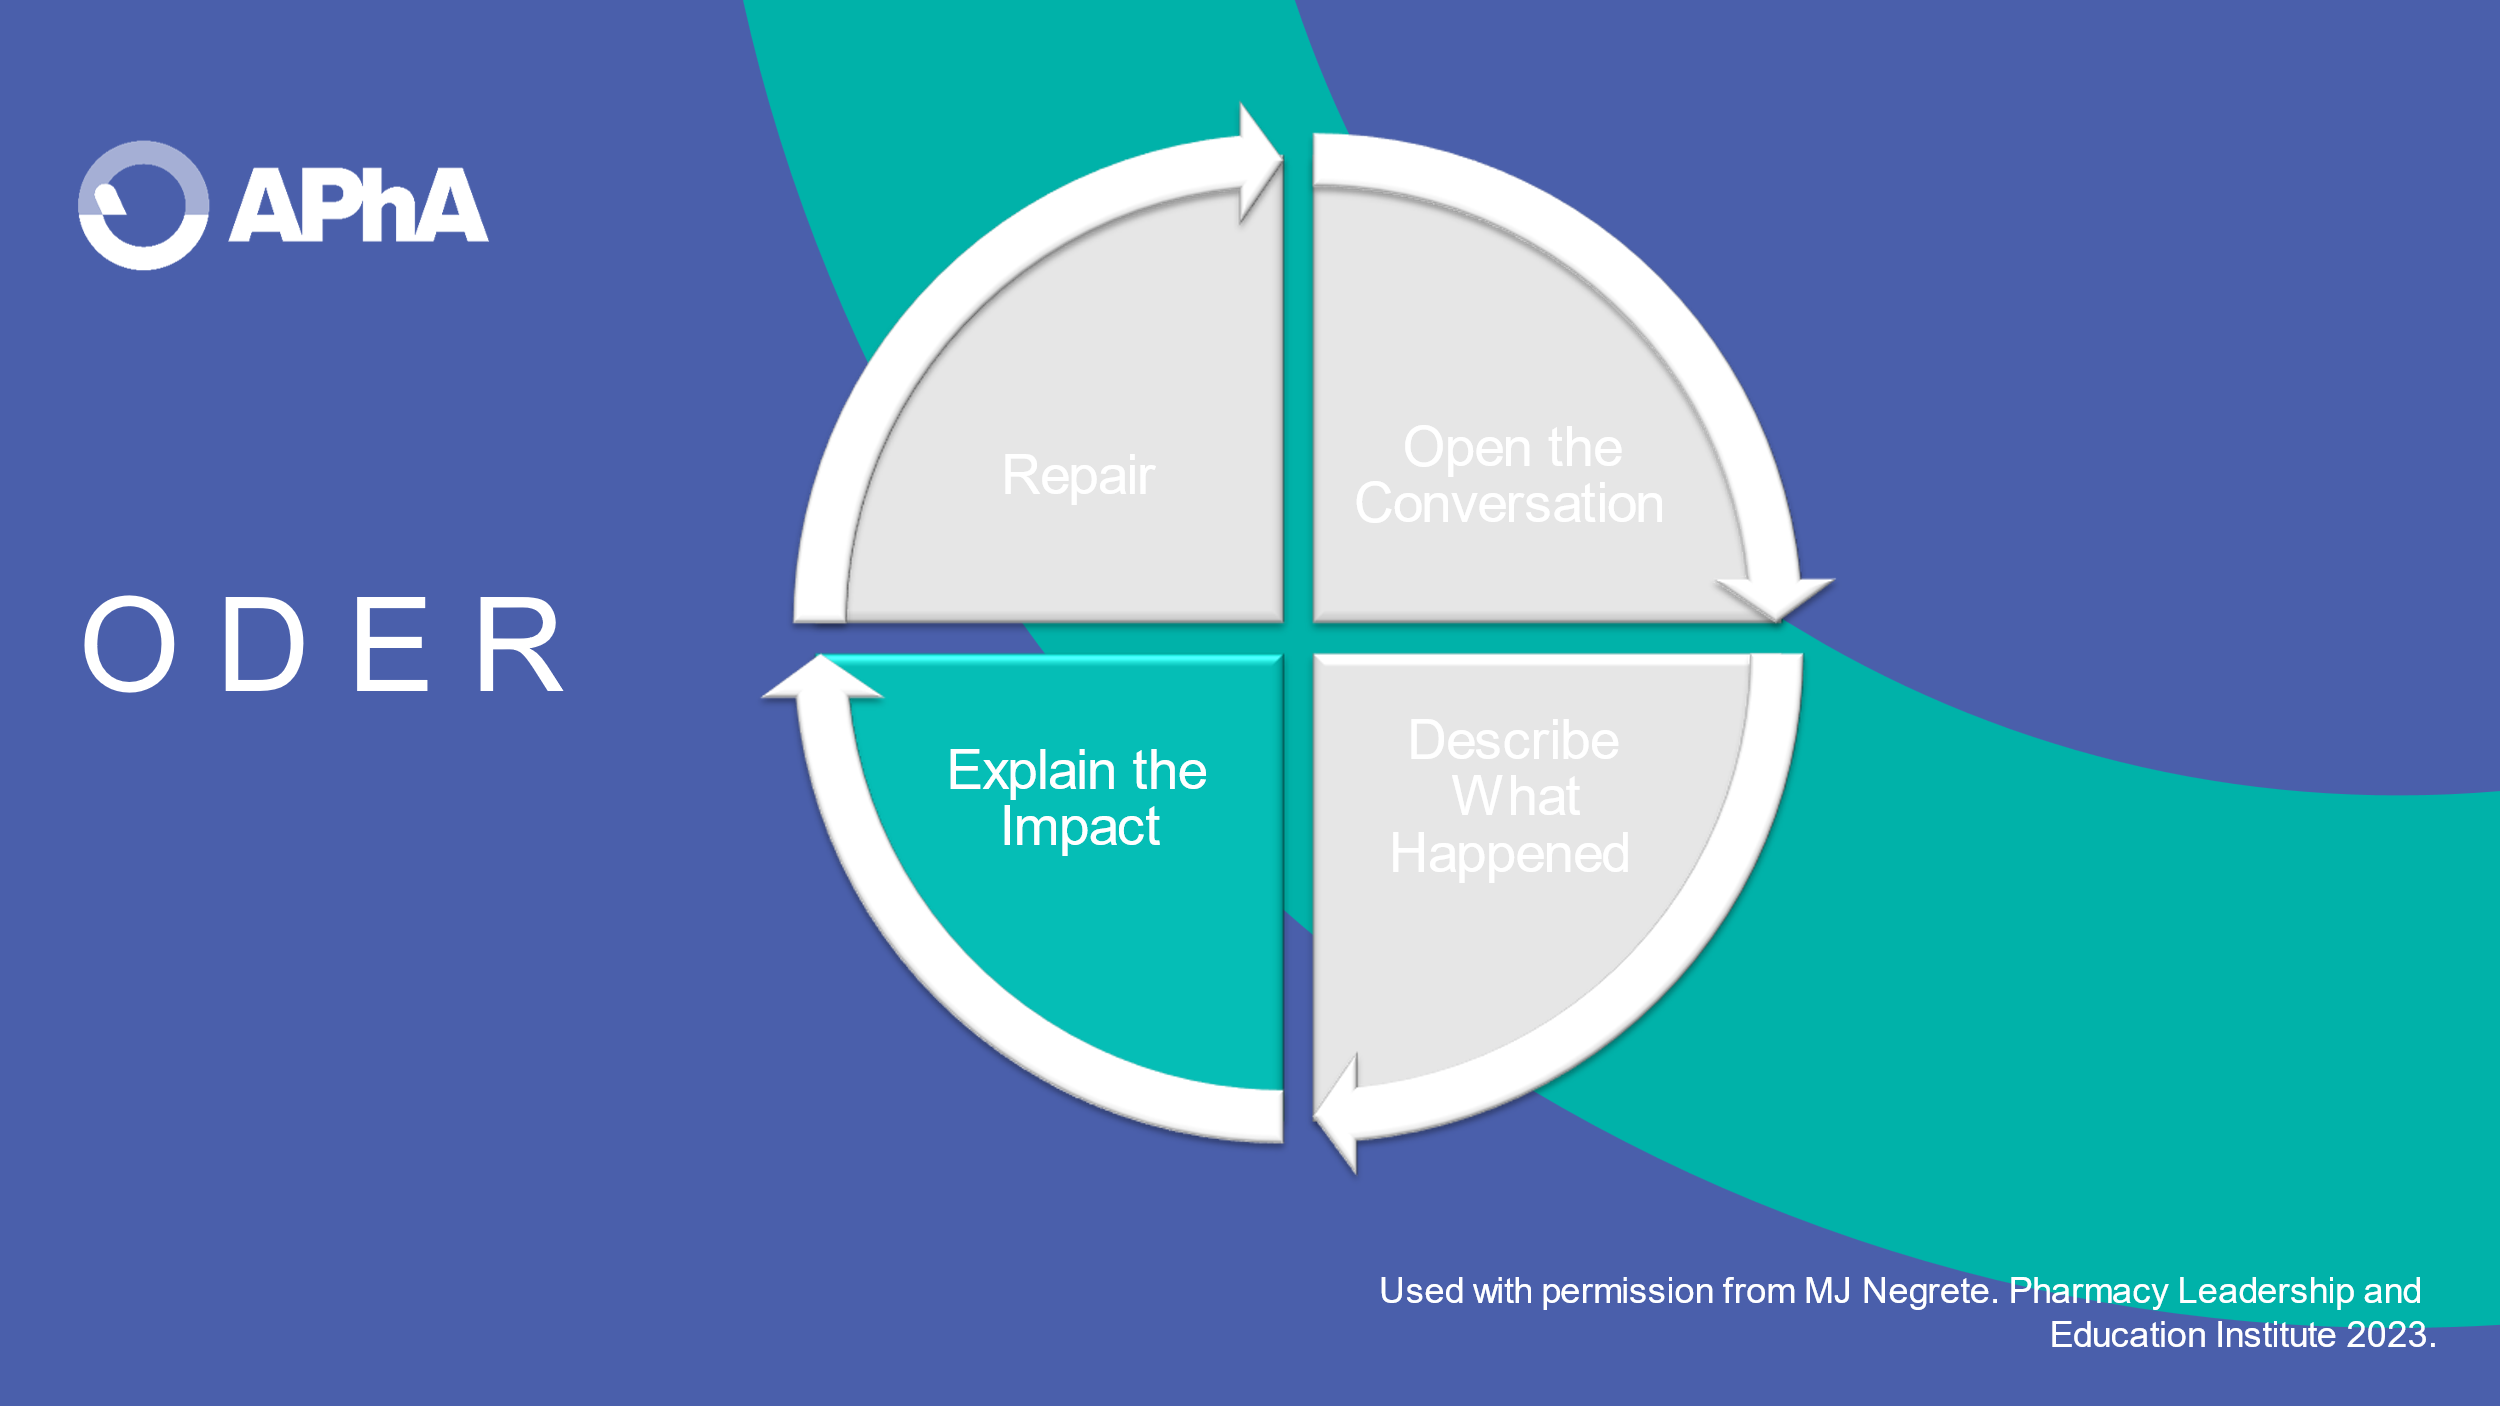 APhA
O D E R
Repair
Open the
Conversation
Explain the
Impact
Describe
What
Happened
Used with permission from MJ Negrete. Pharmacy Leadership and
Education Institute 2023.